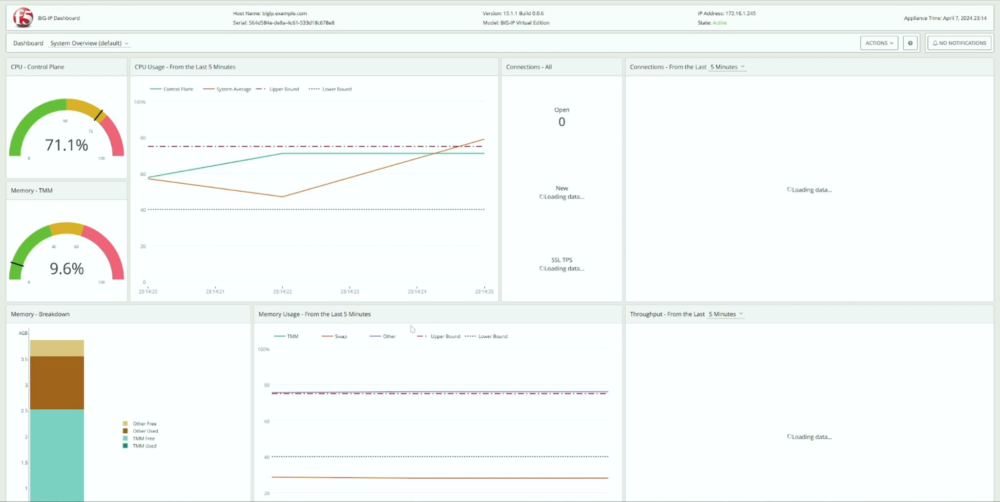 f5
BIG-IP Dashboard
Host Name: bigip.example.com
Serial: 564d584e-de8a-4c61-533d18c678e8
Version: 15.1.1 Build 0.0.6
Model: BIG-IP Virtual Edition
IP Address: 172.16.1.245
State: Active
Appliance Time: April 7, 2024 23:14
Dashboard System Overview (default)
ACTIONS
?
NO NOTIFICATIONS
CPU - Control Plane
50
75
71.1%
0
100
CPU Usage - From the Last 5 Minutes
Control Plane
System Average
Upper Bound
Lower Bound
100%
80
60
40
20
0
23:14:20
23:14:21
23:14:22
23:14:23
23:14:24
23:14:25
Connections - All
Open
0
New
Loading data...
SSL TPS
Loading data...
Connections - From the Last 5 Minutes
Loading data...
Memory - TMM
40
60
9.6%
0
100
Memory - Breakdown
4GB
3.5
3
2.5
2
1.5
1
Other Free
Other Used
TMM Free
TMM Used
Memory Usage - From the Last 5 Minutes
TMM
Swap
Other
Upper Bound
Lower Bound
100%
80
60
40
20
Throughput - From the Last 5 Minutes
Loading data...